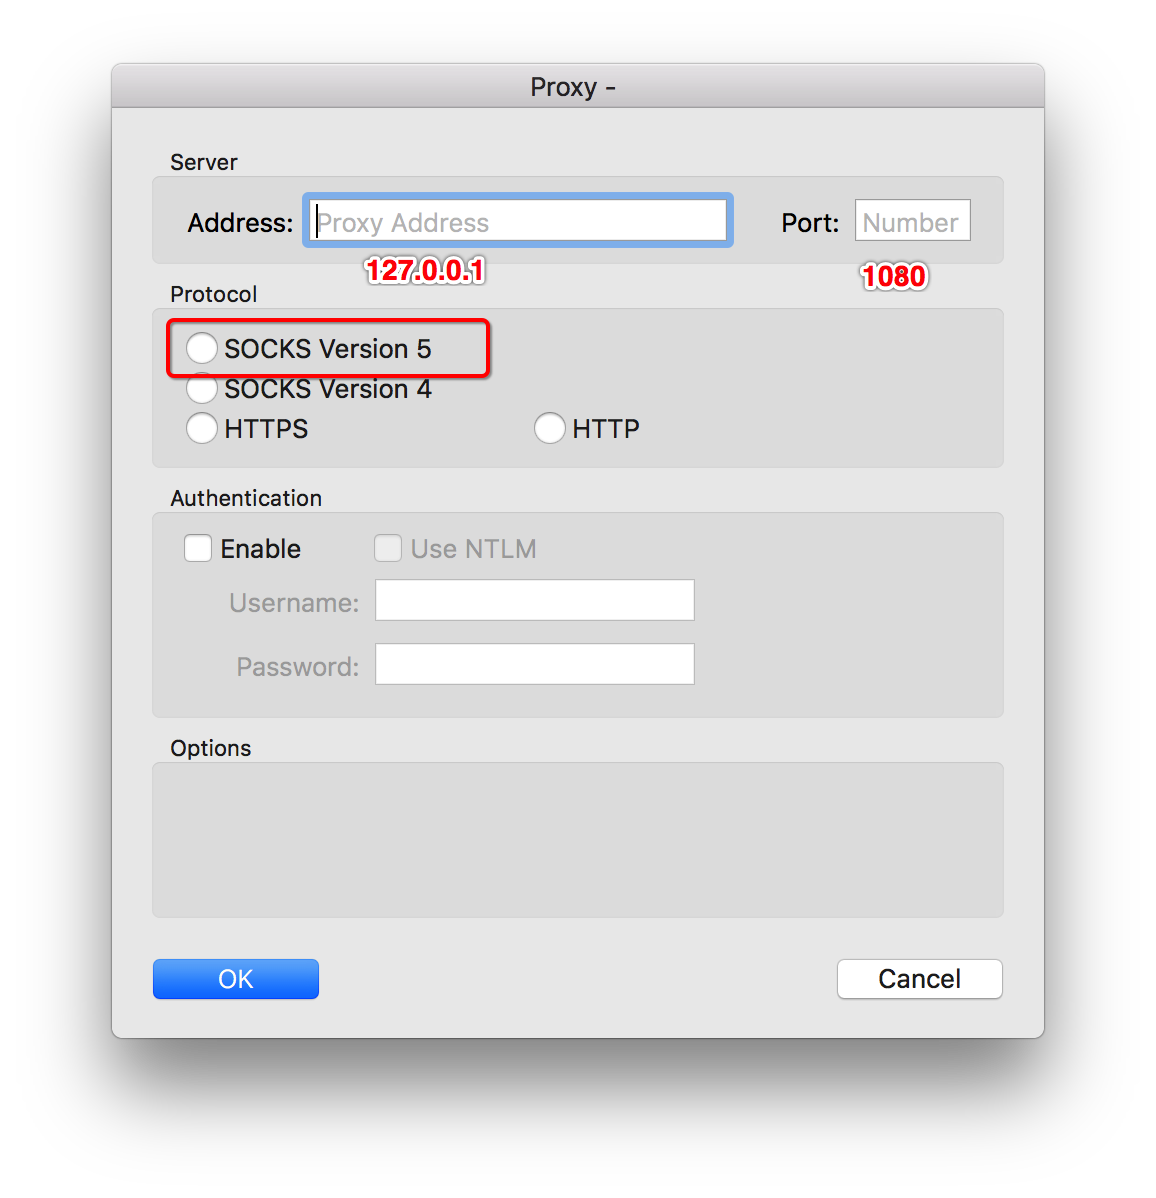 Proxy -
Server
Address: Proxy Address Port: Number
127.0.0.1 1080
Protocol
SOCKS Version 5
SOCKS Version 4
HTTPS HTTP
Authentication
Enable Use NTLM
Username:
Password:
Options
OK Cancel